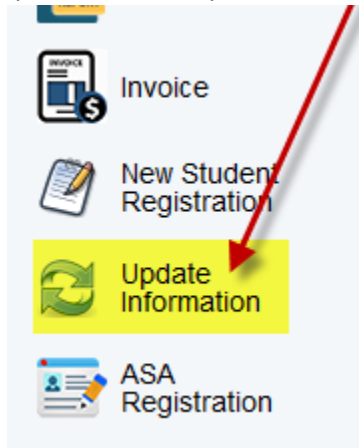 INVOICE
Invoice
New Student
Registration
Update
Information
ASA
Registration